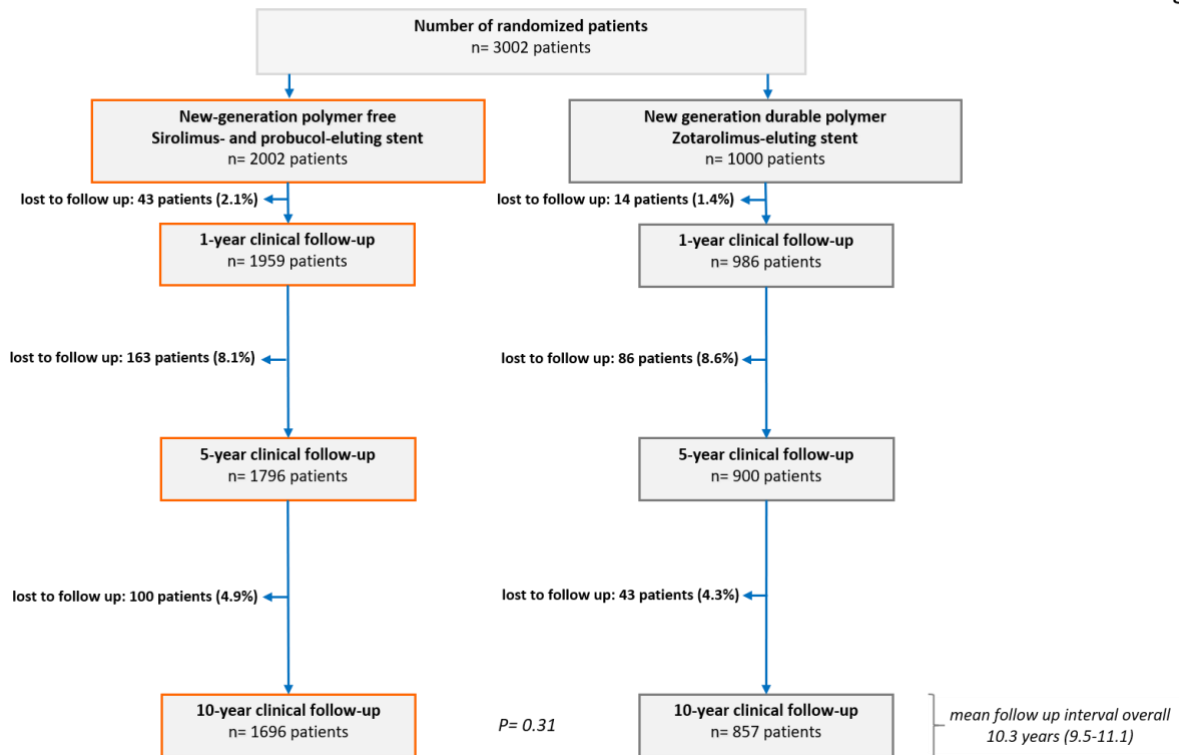 Number of randomized patients
n= 3002 patients
New-generation polymer free
Sirolimus- and probucol-eluting stent
n= 2002 patients
New generation durable polymer
Zotarolimus-eluting stent
n= 1000 patients
lost to follow up: 43 patients (2.1%)
lost to follow up: 14 patients (1.4%)
1-year clinical follow-up
n= 1959 patients
1-year clinical follow-up
n= 986 patients
lost to follow up: 163 patients (8.1%)
lost to follow up: 86 patients (8.6%)
5-year clinical follow-up
n= 1796 patients
5-year clinical follow-up
n= 900 patients
lost to follow up: 100 patients (4.9%)
lost to follow up: 43 patients (4.3%)
10-year clinical follow-up
n= 1696 patients
P= 0.31
10-year clinical follow-up
n= 857 patients
mean follow up interval overall
10.3 years (9.5-11.1)